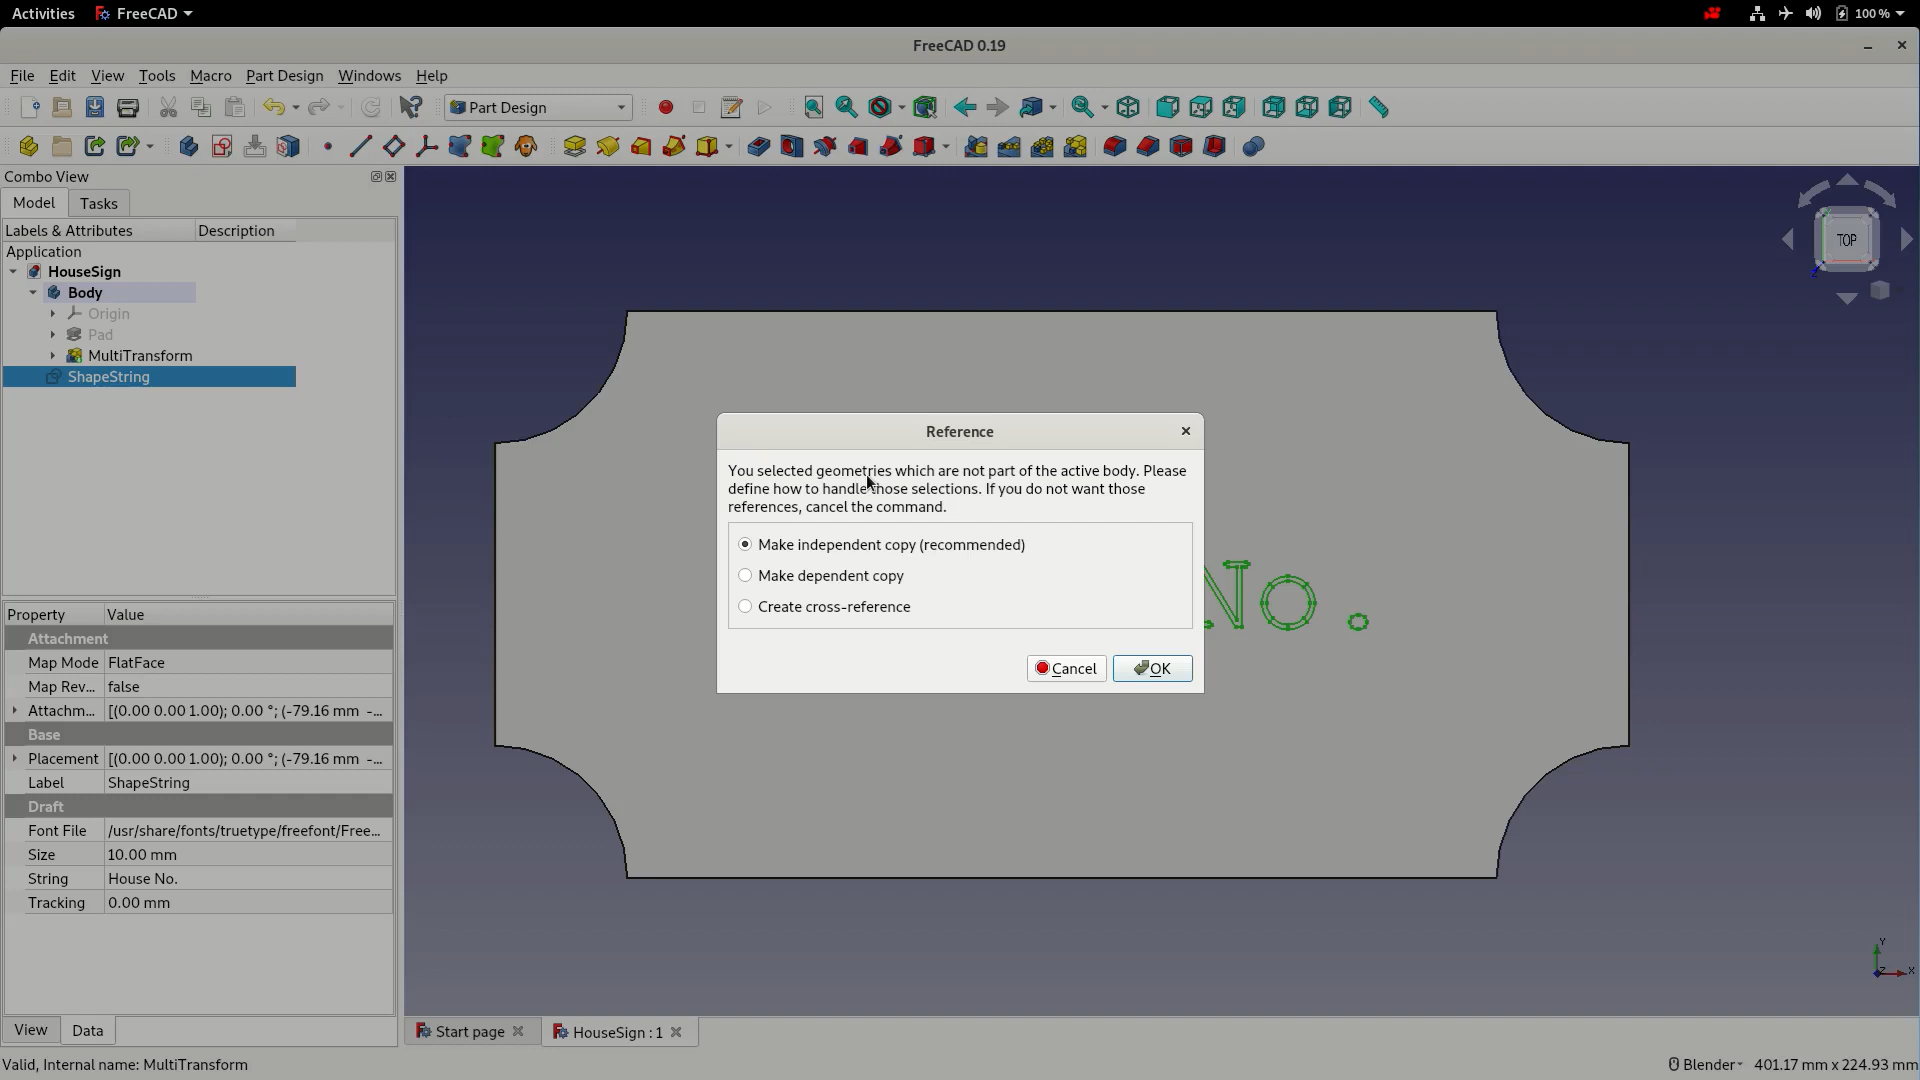 Activities FreeCAD 100 %
FreeCAD 0.19
File Edit View Tools Macro Part Design Windows Help
Part Design
Combo View
Model Tasks
Labels & Attributes Description
Application
HouseSign
Body
Origin
Pad
MultiTransform
ShapeString
TOP
Z
Reference
You selected geometries which are not part of the active body. Please
define how to handle those selections. If you do not want those
references, cancel the command.
Make independent copy (recommended)
Make dependent copy
Create cross-reference
Cancel OK
No.
Property Value
Attachment
Map Mode FlatFace
Map Rev... false
Attachm... [(0.00 0.00 1.00); 0.00 °; (-79.16 mm -...
Base
Placement [(0.00 0.00 1.00); 0.00 °; (-79.16 mm -...
Label ShapeString
Draft
Font File /usr/share/fonts/truetype/freefont/Free...
Size 10.00 mm
String House No.
Tracking 0.00 mm
Y
Z X
View Data
Start page HouseSign : 1
Valid, Internal name: MultiTransform
Blender 401.17 mm x 224.93 mm